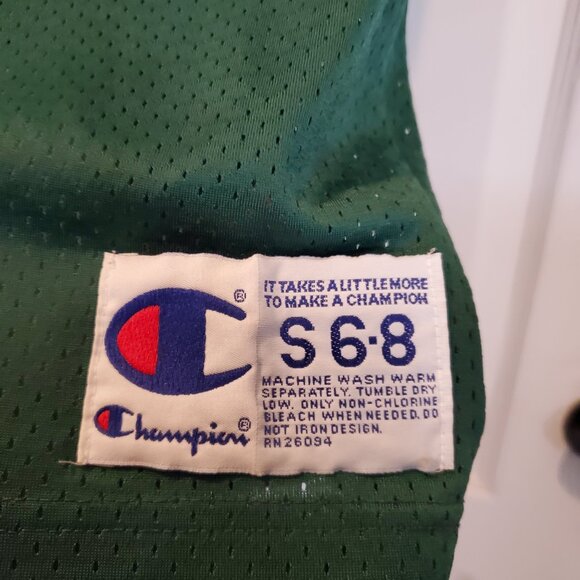 IT TAKES A LITTLE MORE
TO MAKE A CHAMPION
S 6·8
MACHINE WASH WARM
SEPARATELY. TUMBLE DRY
LOW. ONLY NON-CHLORINE
BLEACH WHEN NEEDED. DO
NOT IRON DESIGN.
RN26094
®
Champion
®